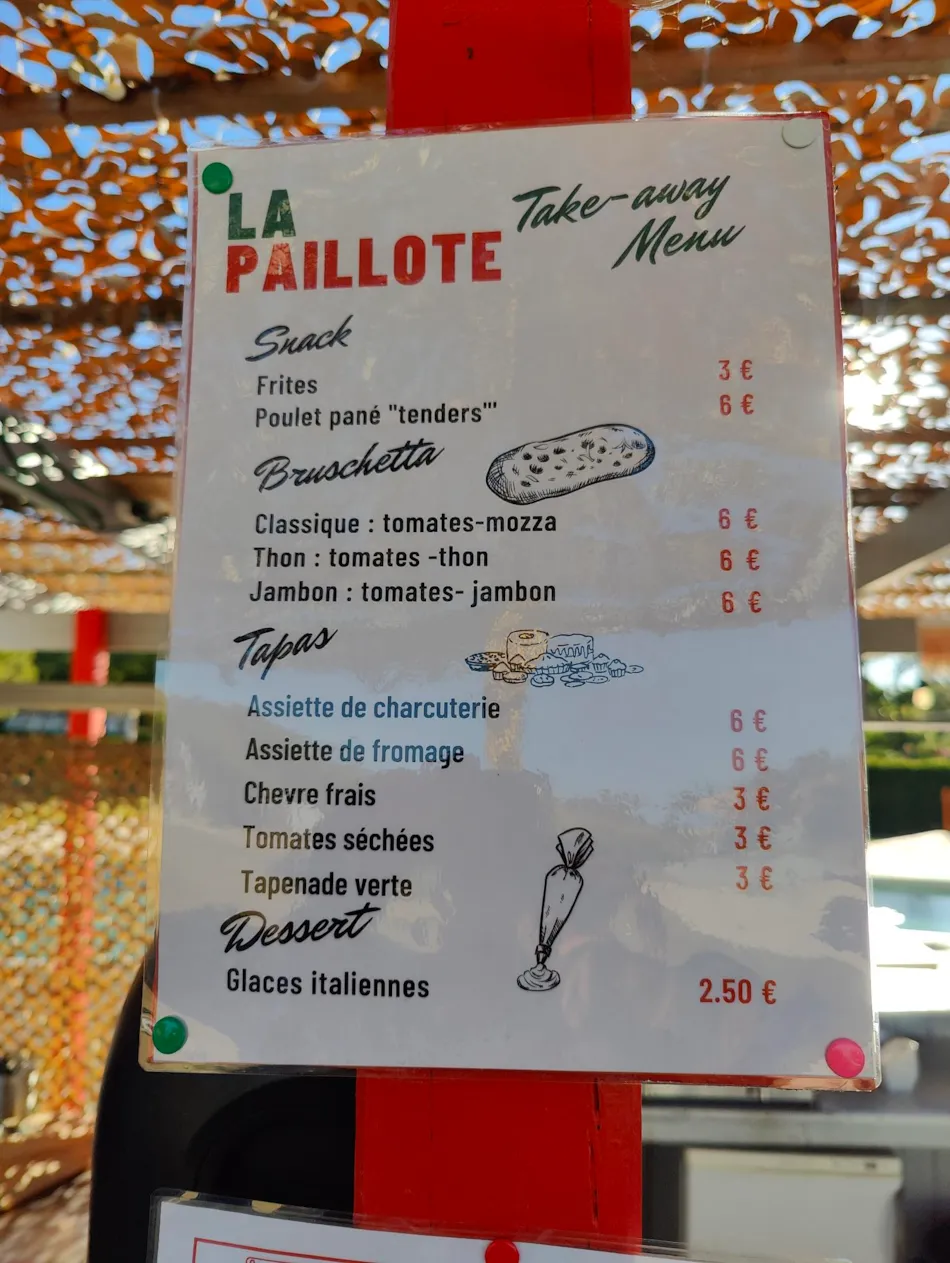 LA
PAILLOTE
Take-away
Menu
Snack
Frites 3 €
Poulet pané "tenders"' 6 €
Bruschetta
Classique : tomates-mozza 6 €
Thon : tomates -thon 6 €
Jambon : tomates- jambon 6 €
Tapas
Assiette de charcuterie 6 €
Assiette de fromage 6 €
Chevre frais 3 €
Tomates séchées 3 €
Tapenade verte 3 €
Dessert
Glaces italiennes 2.50 €